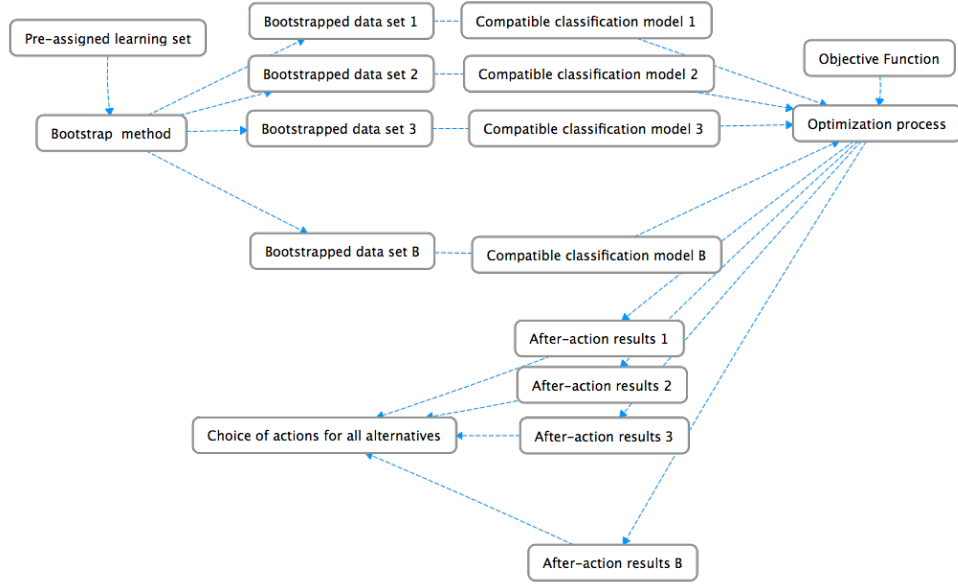 Bootstrapped data set 1
Compatible classification model 1
Pre-assigned learning set
Objective Function
Bootstrapped data set 2
Compatible classification model 2
Bootstrap method
Bootstrapped data set 3
Compatible classification model 3
Optimization process
Bootstrapped data set B
Compatible classification model B
After-action results 1
After-action results 2
Choice of actions for all alternatives
After-action results 3
After-action results B